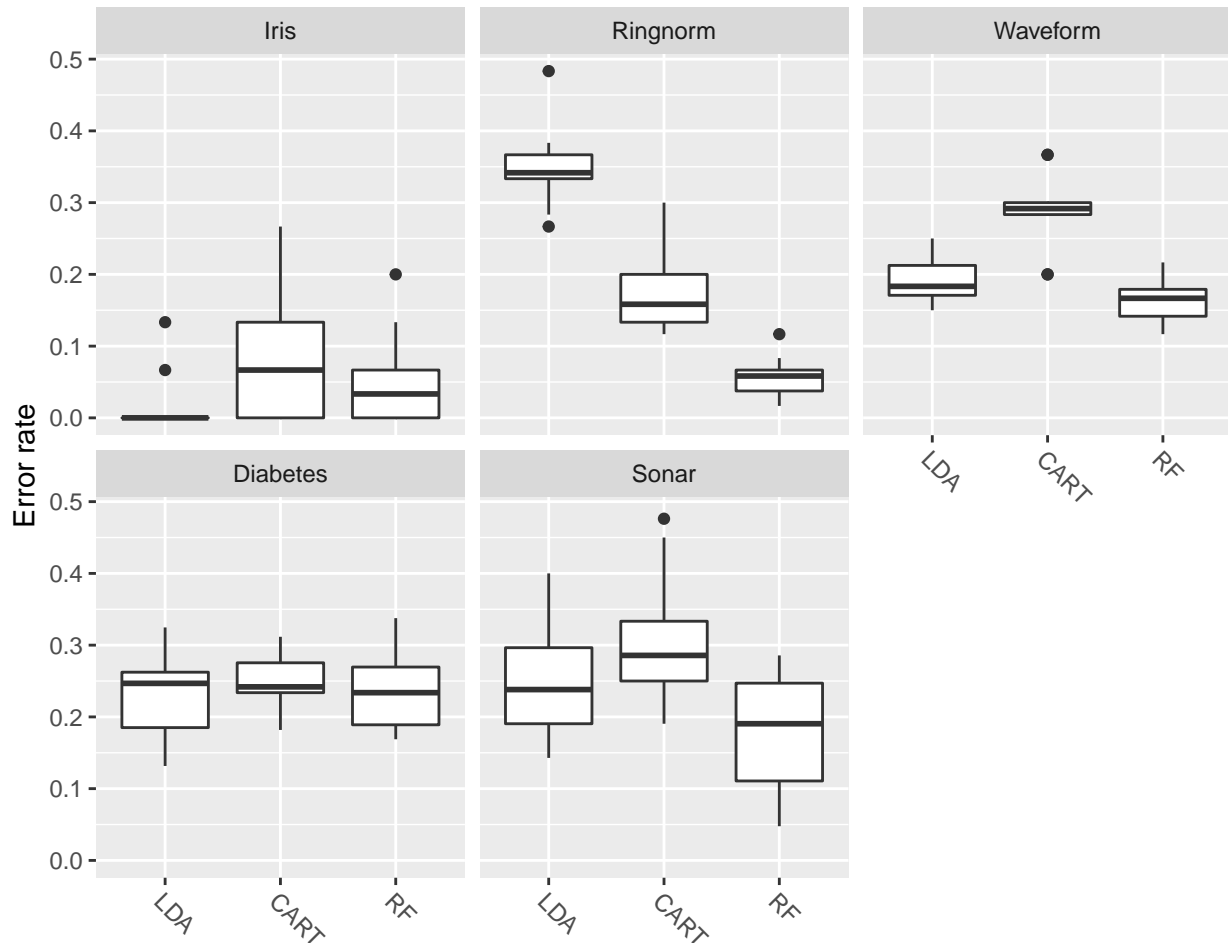 Iris
Ringnorm
Waveform
0.5
0.4
0.3
0.2
0.1
0.0
LDA
CART
RF
Error rate
Diabetes
Sonar
0.5
0.4
0.3
0.2
0.1
0.0
LDA
CART
RF
LDA
CART
RF